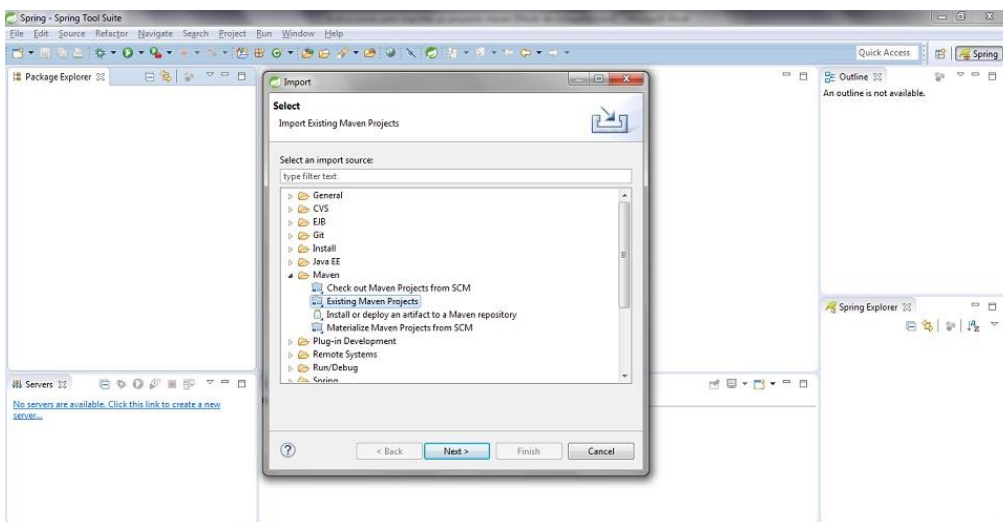 Spring - Spring Tool Suite
File Edit Source Refactor Navigate Search Project Run Window Help
Quick Access
Spring
Package Explorer
Import
Select
Import Existing Maven Projects
Select an import source:
type filter text
General
CVS
EJB
Git
Install
Java EE
Maven
Check out Maven Projects from SCM
Existing Maven Projects
Install or deploy an artifact to a Maven repository
Materialize Maven Projects from SCM
Plug-in Development
Remote Systems
Run/Debug
Spring
< Back
Next >
Finish
Cancel
Outline
An outline is not available.
Spring Explorer
Servers
No servers are available. Click this link to create a new
server...